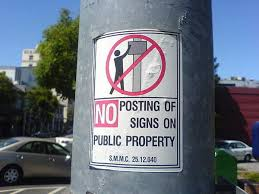 NO POSTING OF
SIGNS ON
PUBLIC PROPERTY
S.M.M.C. 25.12.040